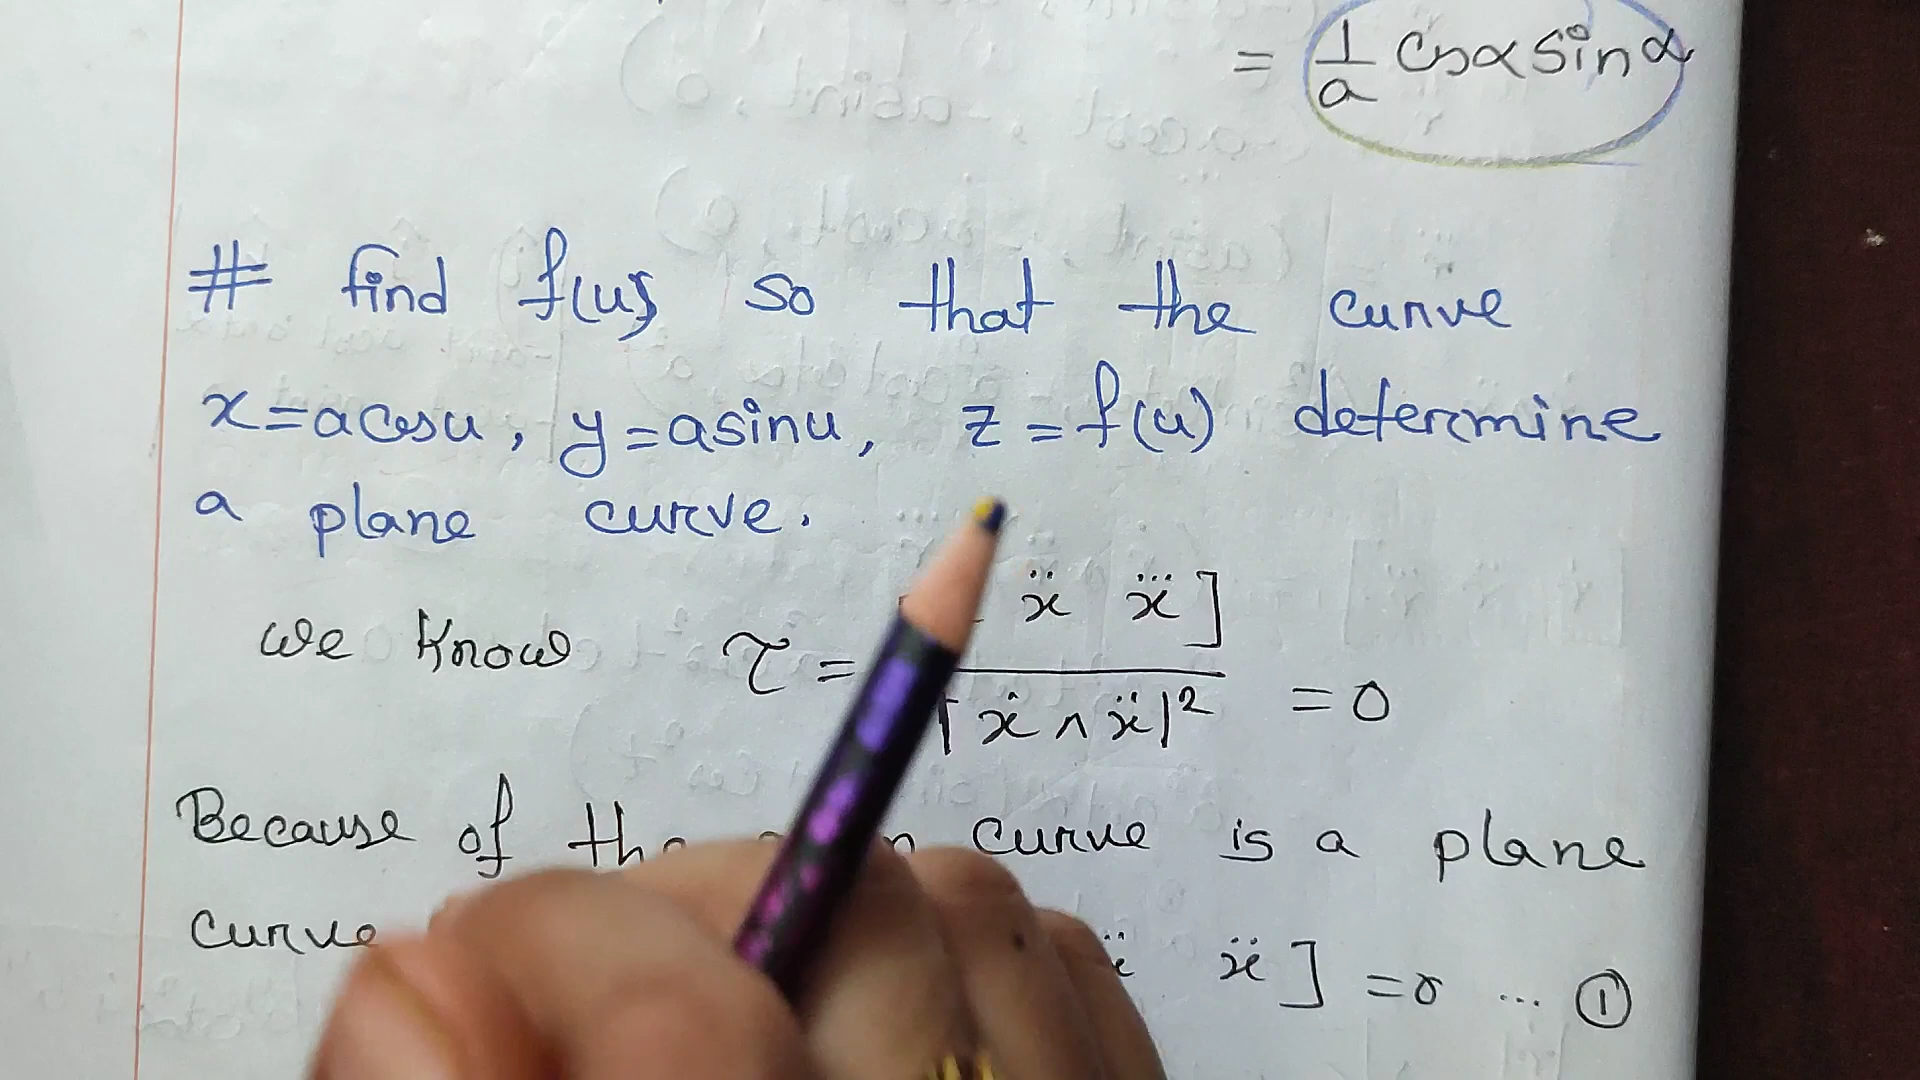 = 1/a cosα sinα
# find f(u) so that the curve
x=acosu, y=asinu, z=f(u) determine
a plane curve.
we know τ = ẍ x⃛] / |ẋ ∧ ẍ|² = 0
Because of the curve is a plane
curve ẍ ] =0 ... ①